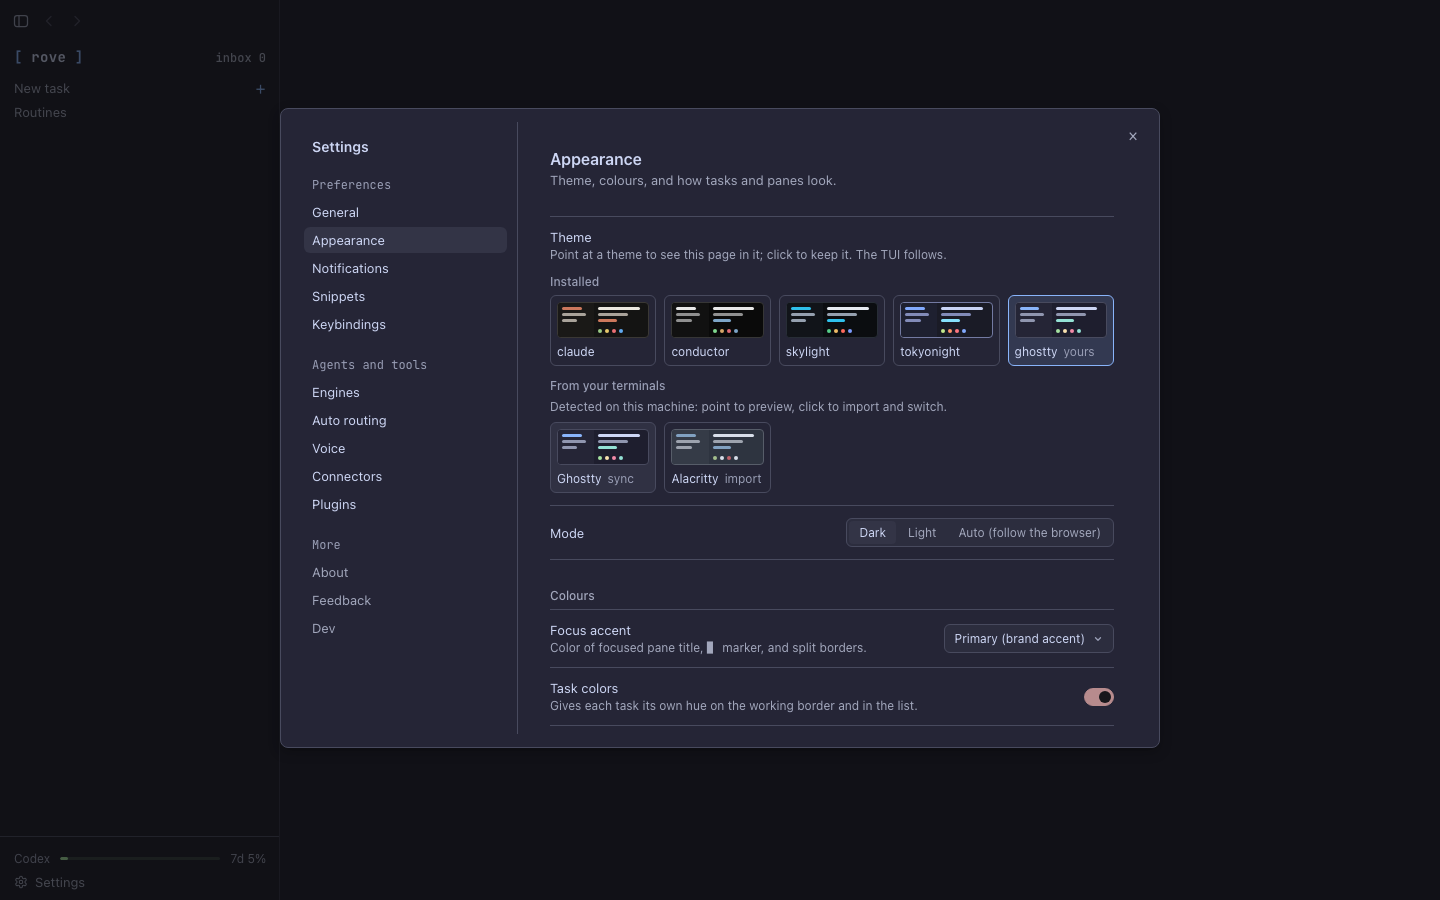 [ rove ]
inbox 0
New task +
Routines
Codex 7d 5%
Settings
Settings
Preferences
General
Appearance
Notifications
Snippets
Keybindings
Agents and tools
Engines
Auto routing
Voice
Connectors
Plugins
More
About
Feedback
Dev
Appearance
Theme, colours, and how tasks and panes look.
Theme
Point at a theme to see this page in it; click to keep it. The TUI follows.
Installed
claude
conductor
skylight
tokyonight
ghostty yours
From your terminals
Detected on this machine: point to preview, click to import and switch.
Ghostty sync
Alacritty import
Mode
Dark Light Auto (follow the browser)
Colours
Focus accent
Color of focused pane title, █ marker, and split borders.
Primary (brand accent)
Task colors
Gives each task its own hue on the working border and in the list.